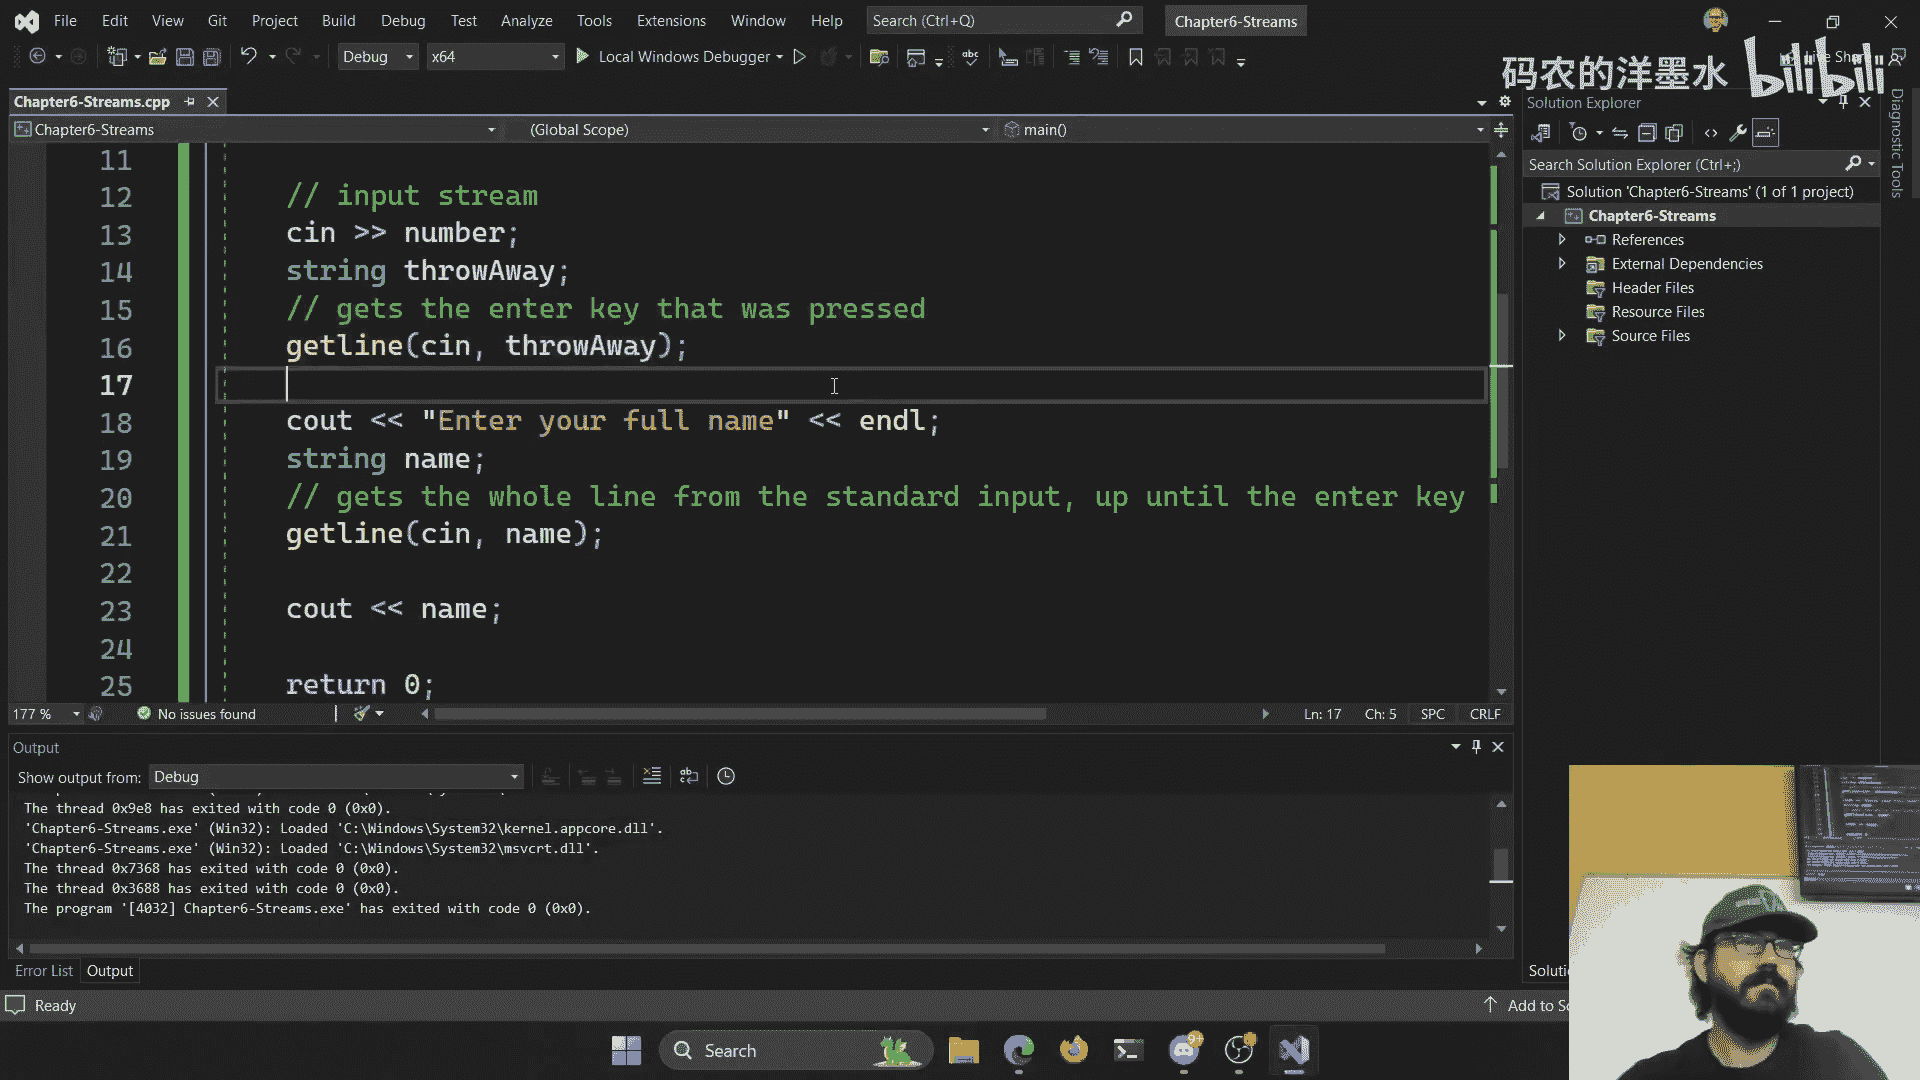 File Edit View Git Project Build Debug Test Analyze Tools Extensions Window Help Search (Ctrl+Q) Chapter6-Streams
Debug x64 Local Windows Debugger Live Share
码农的洋墨水 bilibili
Chapter6-Streams.cpp
Chapter6-Streams (Global Scope) main()
11
12 // input stream
13 cin >> number;
14 string throwAway;
15 // gets the enter key that was pressed
16 getline(cin, throwAway);
17
18 cout << "Enter your full name" << endl;
19 string name;
20 // gets the whole line from the standard input, up until the enter key
21 getline(cin, name);
22
23 cout << name;
24
25 return 0;
177 % No issues found Ln: 17 Ch: 5 SPC CRLF
Output
Show output from: Debug
The thread 0x9e8 has exited with code 0 (0x0).
'Chapter6-Streams.exe' (Win32): Loaded 'C:\Windows\System32\kernel.appcore.dll'.
'Chapter6-Streams.exe' (Win32): Loaded 'C:\Windows\System32\msvcrt.dll'.
The thread 0x7368 has exited with code 0 (0x0).
The thread 0x3688 has exited with code 0 (0x0).
The program '[4032] Chapter6-Streams.exe' has exited with code 0 (0x0).
Error List Output
Solution Explorer
Search Solution Explorer (Ctrl+;)
Solution 'Chapter6-Streams' (1 of 1 project)
Chapter6-Streams
References
External Dependencies
Header Files
Resource Files
Source Files
Diagnostic Tools
Ready Add to
Search 9+